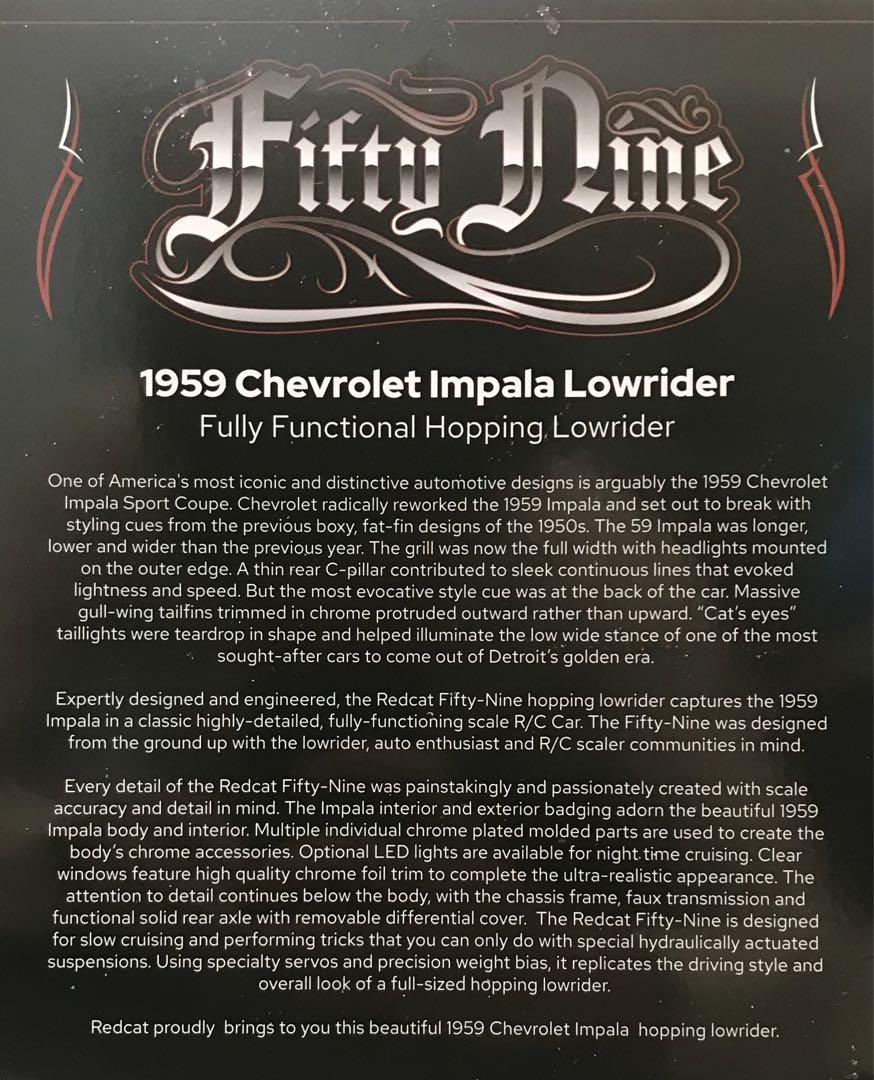 Fifty Nine
1959 Chevrolet Impala Lowrider
Fully Functional Hopping Lowrider
One of America's most iconic and distinctive automotive designs is arguably the 1959 Chevrolet
Impala Sport Coupe. Chevrolet radically reworked the 1959 Impala and set out to break with
styling cues from the previous boxy, fat-fin designs of the 1950s. The 59 Impala was longer,
lower and wider than the previous year. The grill was now the full width with headlights mounted
on the outer edge. A thin rear C-pillar contributed to sleek continuous lines that evoked
lightness and speed. But the most evocative style cue was at the back of the car. Massive
gull-wing tailfins trimmed in chrome protruded outward rather than upward. “Cat’s eyes”
taillights were teardrop in shape and helped illuminate the low wide stance of one of the most
sought-after cars to come out of Detroit’s golden era.
Expertly designed and engineered, the Redcat Fifty-Nine hopping lowrider captures the 1959
Impala in a classic highly-detailed, fully-functioning scale R/C Car. The Fifty-Nine was designed
from the ground up with the lowrider, auto enthusiast and R/C scaler communities in mind.
Every detail of the Redcat Fifty-Nine was painstakingly and passionately created with scale
accuracy and detail in mind. The Impala interior and exterior badging adorn the beautiful 1959
Impala body and interior. Multiple individual chrome plated molded parts are used to create the
body’s chrome accessories. Optional LED lights are available for night time cruising. Clear
windows feature high quality chrome foil trim to complete the ultra-realistic appearance. The
attention to detail continues below the body, with the chassis frame, faux transmission and
functional solid rear axle with removable differential cover. The Redcat Fifty-Nine is designed
for slow cruising and performing tricks that you can only do with special hydraulically actuated
suspensions. Using specialty servos and precision weight bias, it replicates the driving style and
overall look of a full-sized hopping lowrider.
Redcat proudly brings to you this beautiful 1959 Chevrolet Impala hopping lowrider.